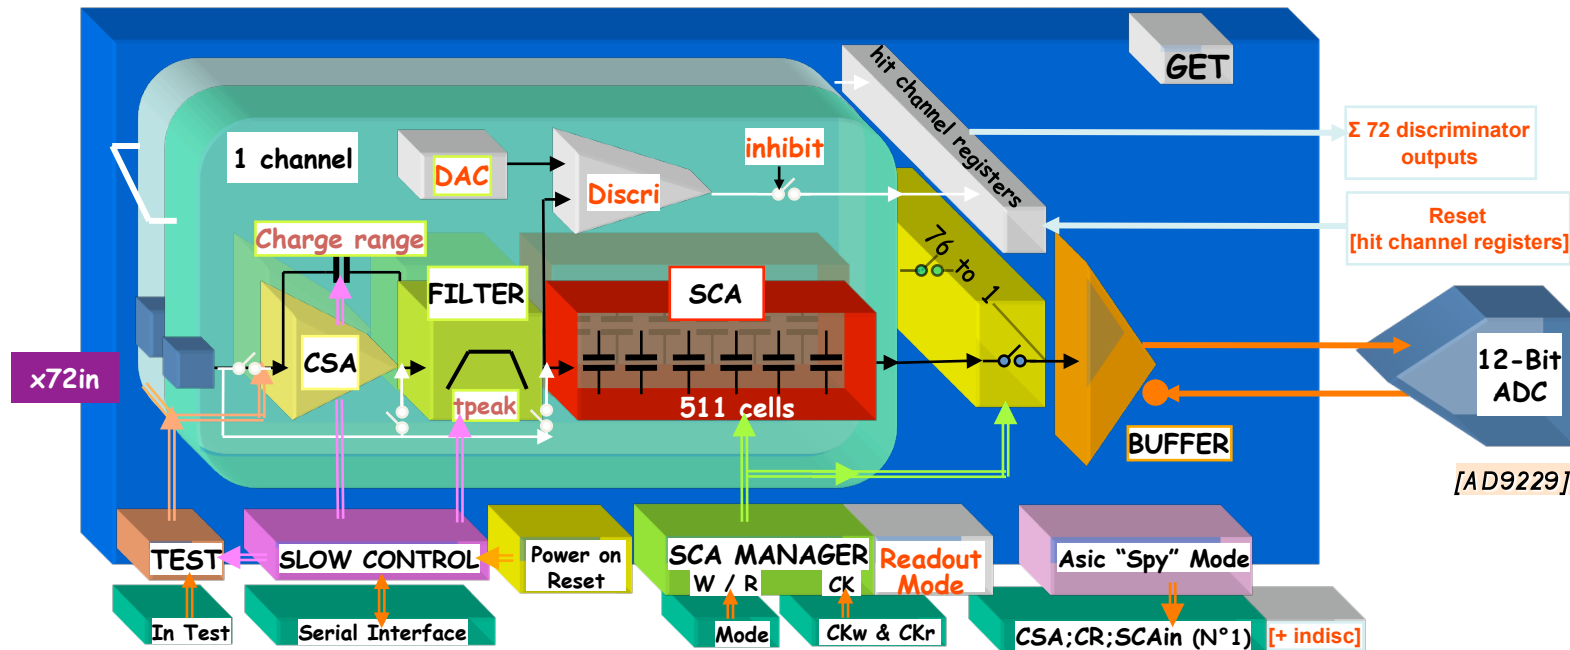 GET
hit channel registers
Σ 72 discriminator
outputs
1 channel
inhibit
DAC
Discri
Reset
[hit channel registers]
Charge range
76 to 1
FILTER
SCA
CSA
12-Bit
ADC
x72in
tpeak
511 cells
BUFFER
[AD9229]
TEST
SLOW CONTROL
Power on
Reset
SCA MANAGER
W / R
CK
Readout
Mode
Asic “Spy” Mode
In Test
Serial Interface
Mode
CKw & CKr
CSA;CR;SCAin (N°1)
[+ indisc]